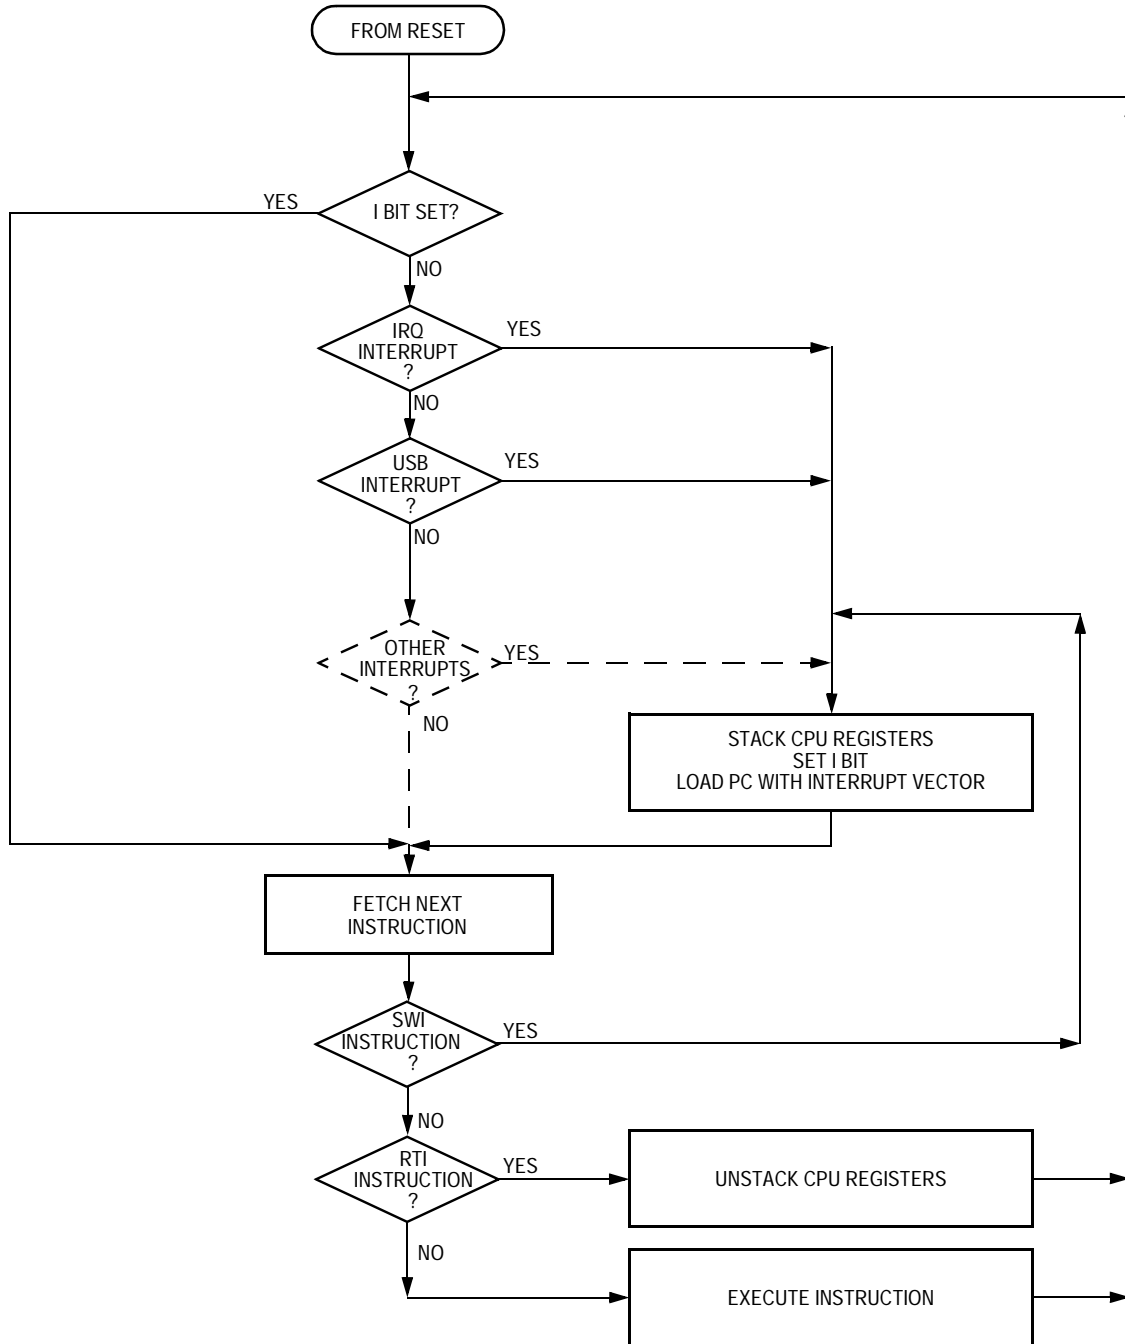 FROM RESET
YES
I BIT SET?
NO
IRQ
INTERRUPT
?
YES
NO
USB
INTERRUPT
?
YES
NO
OTHER
INTERRUPTS
?
YES
NO
STACK CPU REGISTERS
SET I BIT
LOAD PC WITH INTERRUPT VECTOR
FETCH NEXT
INSTRUCTION
SWI
INSTRUCTION
?
YES
NO
RTI
INSTRUCTION
?
YES
UNSTACK CPU REGISTERS
NO
EXECUTE INSTRUCTION